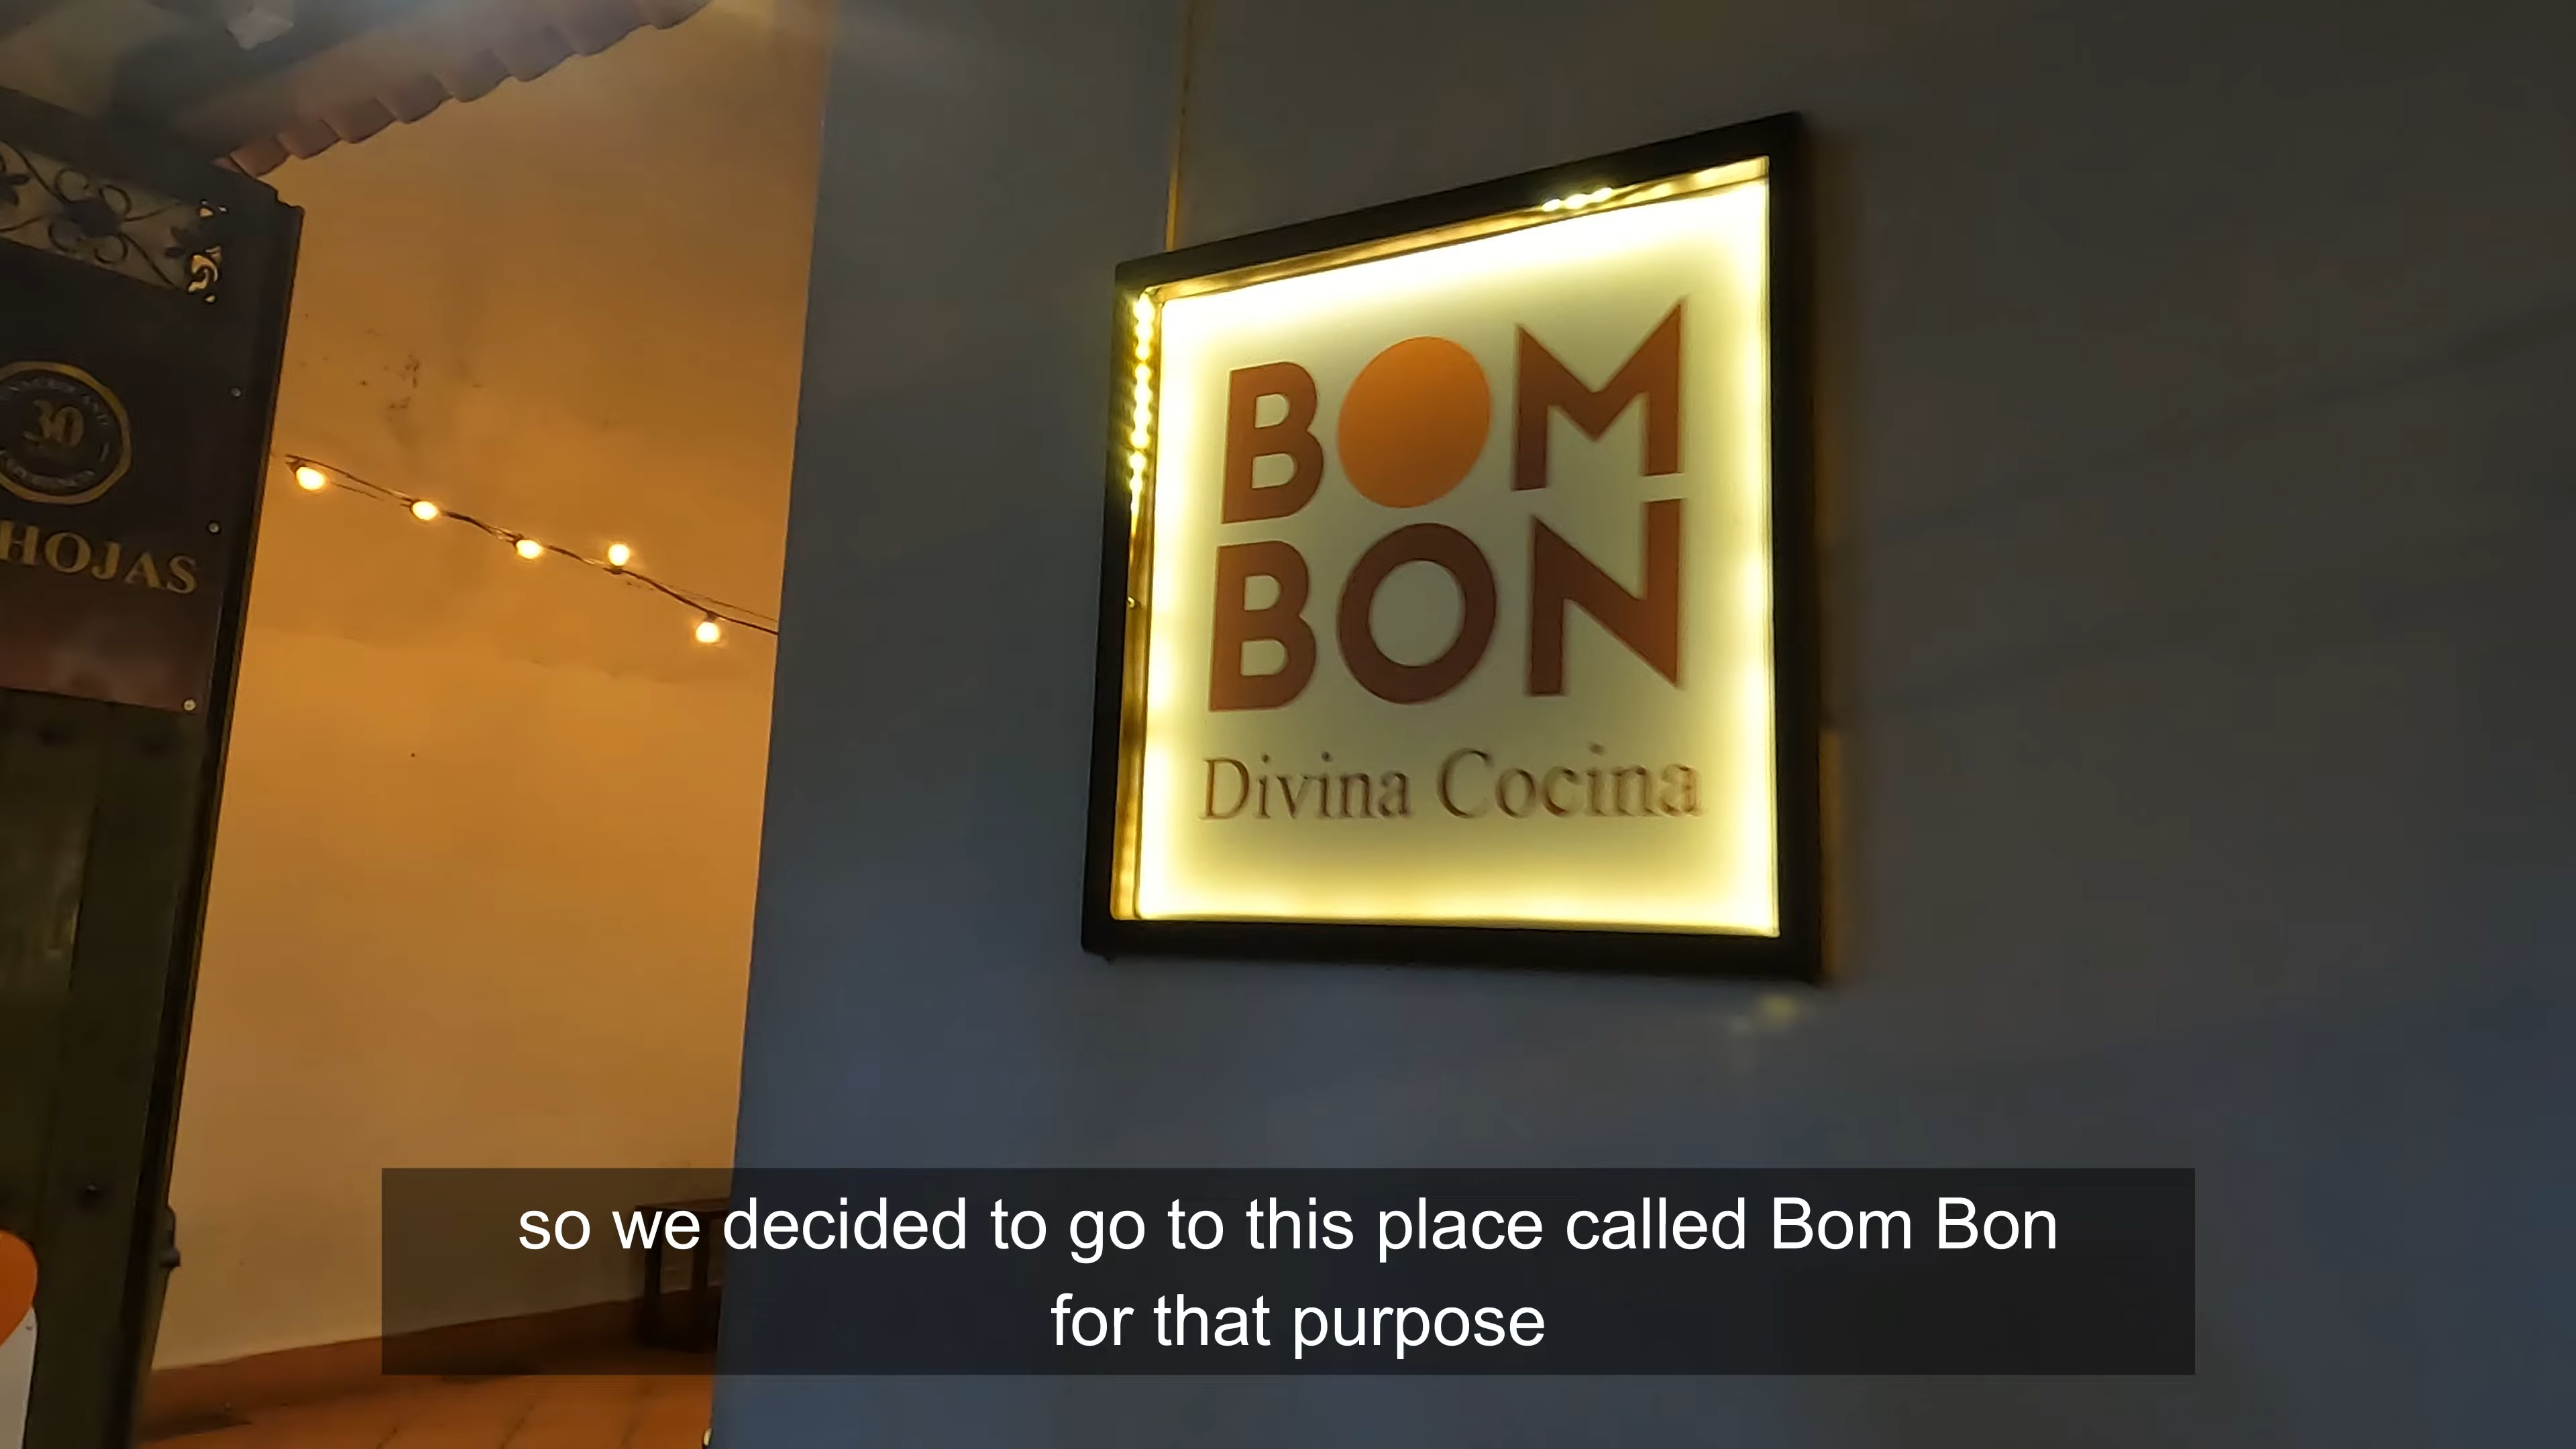 30
HOJAS
BOM
BON
Divina Cocina
so we decided to go to this place called Bom Bon
for that purpose